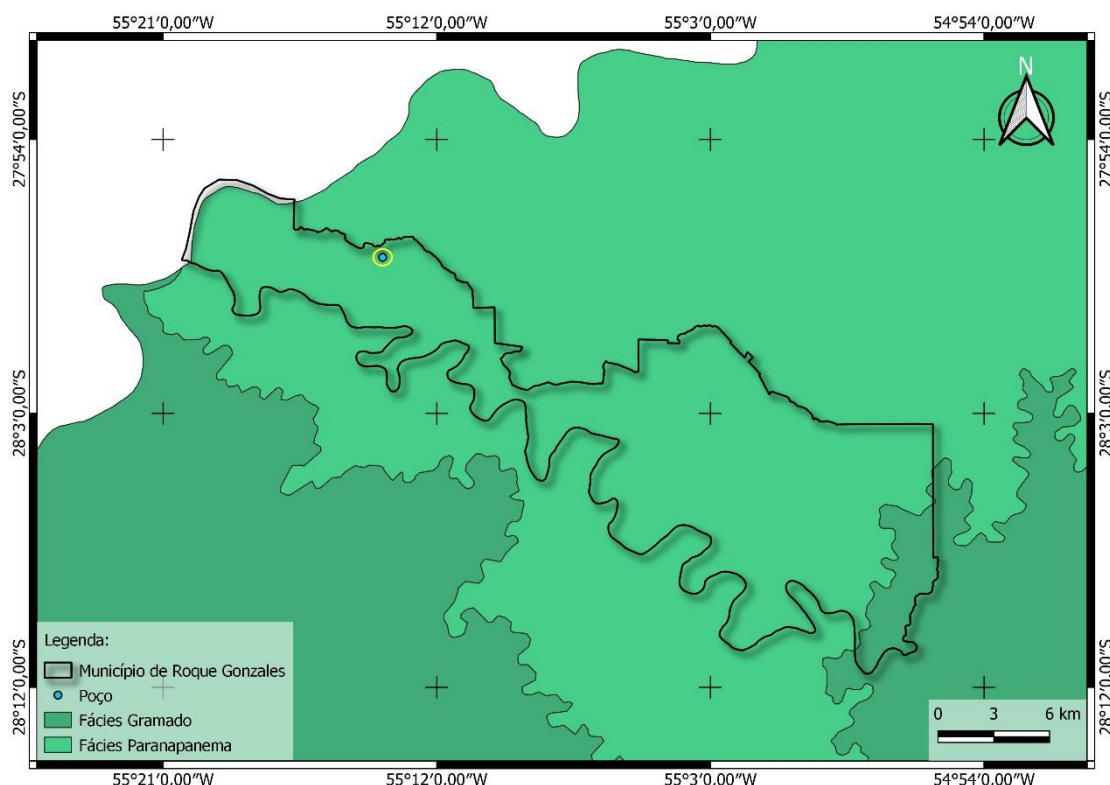 55°21'0,00"W
55°12'0,00"W
55°3'0,00"W
54°54'0,00"W
N
27°54'0,00"S
27°54'0,00"S
28°3'0,00"S
28°3'0,00"S
28°12'0,00"S
28°12'0,00"S
Legenda:
Município de Roque Gonzales
Poço
Fácies Gramado
Fácies Paranapanema
0 3 6 km
55°21'0,00"W
55°12'0,00"W
55°3'0,00"W
54°54'0,00"W